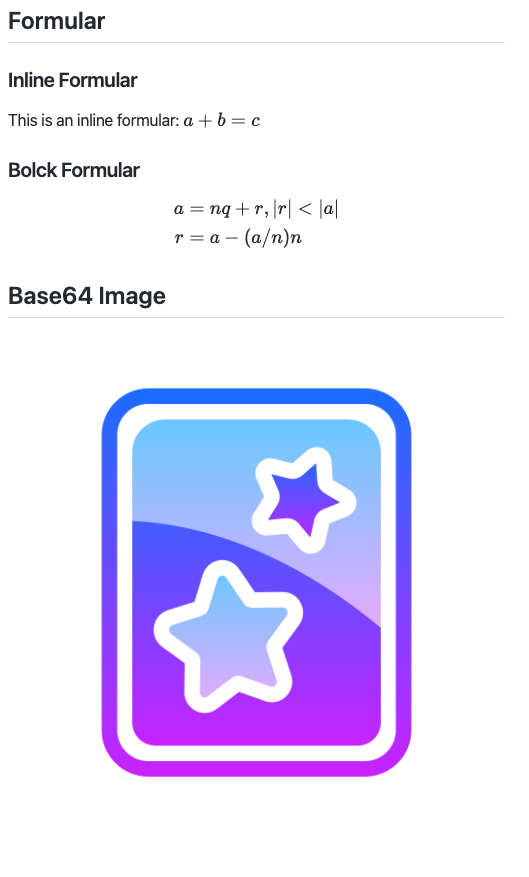 Formular
Inline Formular
This is an inline formular: a + b = c
Bolck Formular
a = nq + r, |r| < |a|
r = a − (a/n)n
Base64 Image